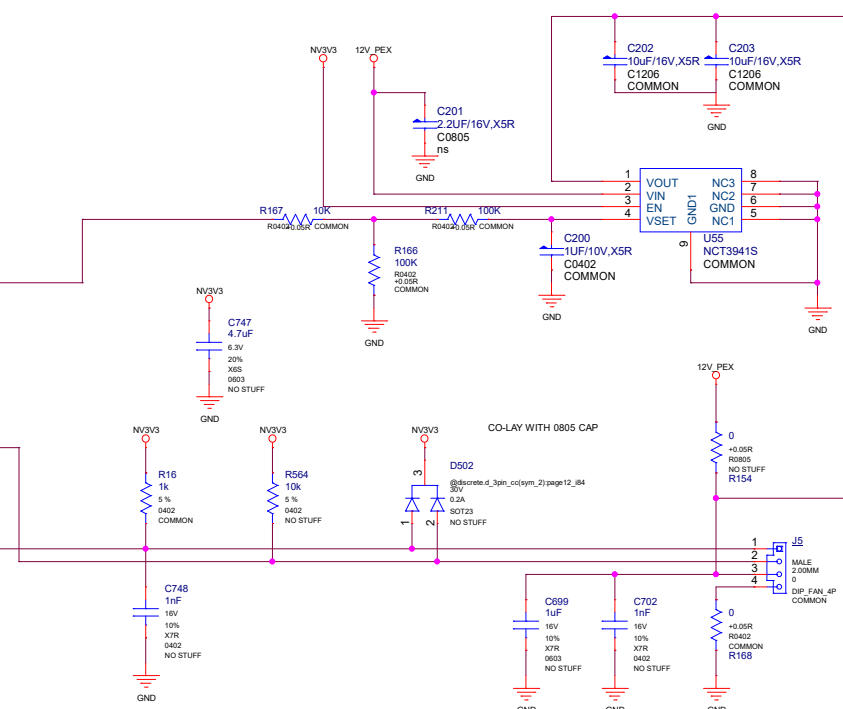 NV3V3
12V_PEX
C201
2.2UF/16V,X5R
C0805
ns
GND
C202
10uF/16V,X5R
C1206
COMMON
C203
10uF/16V,X5R
C1206
COMMON
GND
1
2
3
4
VOUT
VIN
EN
VSET
GND1
NC3
NC2
GND
NC1
8
7
6
5
9
U55
NCT3941S
COMMON
R167
10K
R0402
+0.05R
COMMON
R211
100K
R0402
+0.05R
COMMON
R166
100K
R0402
+0.05R
COMMON
GND
C200
1UF/10V,X5R
C0402
COMMON
GND
GND
NV3V3
C747
4.7uF
6.3V
20%
X6S
0603
NO STUFF
GND
12V_PEX
0
+0.05R
R0805
NO STUFF
R154
NV3V3
R16
1k
5 %
0402
COMMON
NV3V3
R564
10k
5 %
0402
NO STUFF
NV3V3
CO-LAY WITH 0805 CAP
3
D502
@discrete.d_3pin_cc(sym_2):page12_i84
30V
0.2A
SOT23
NO STUFF
1
2
1
2
3
4
J5
MALE
2.00MM
0
DIP_FAN_4P
COMMON
C748
1nF
16V
10%
X7R
0402
NO STUFF
GND
C699
1uF
16V
10%
X7R
0603
NO STUFF
GND
C702
1nF
16V
10%
X7R
0402
NO STUFF
GND
0
+0.05R
R0402
COMMON
R168
GND